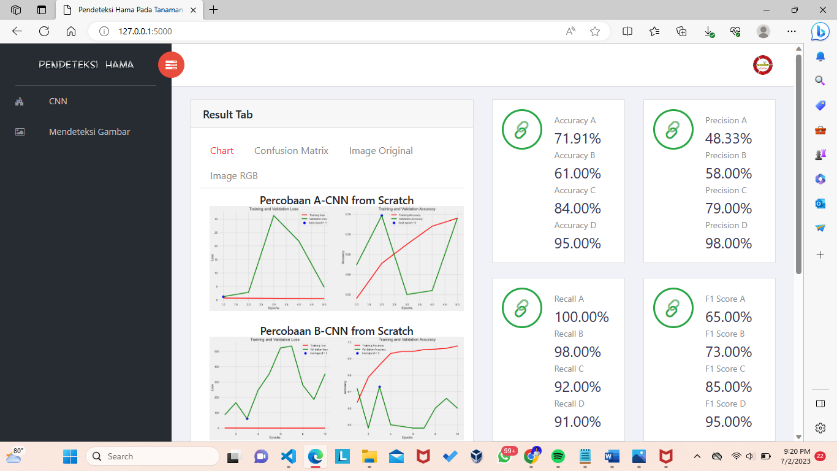 Pendeteksi Hama Pada Tanaman
127.0.0.1:5000
PENDETEKSI HAMA
CNN
Mendeteksi Gambar
Result Tab
Chart
Confusion Matrix
Image Original
Image RGB
Percobaan A-CNN from Scratch
Training and Validation Loss
Training and Validation Accuracy
Percobaan B-CNN from Scratch
Training and Validation Loss
Training and Validation Accuracy
Accuracy A
71.91%
Accuracy B
61.00%
Accuracy C
84.00%
Accuracy D
95.00%
Precision A
48.33%
Precision B
58.00%
Precision C
79.00%
Precision D
98.00%
Recall A
100.00%
Recall B
98.00%
Recall C
92.00%
Recall D
91.00%
F1 Score A
65.00%
F1 Score B
73.00%
F1 Score C
85.00%
F1 Score D
95.00%
80°
Search
99+
9:20 PM
7/2/2023
22